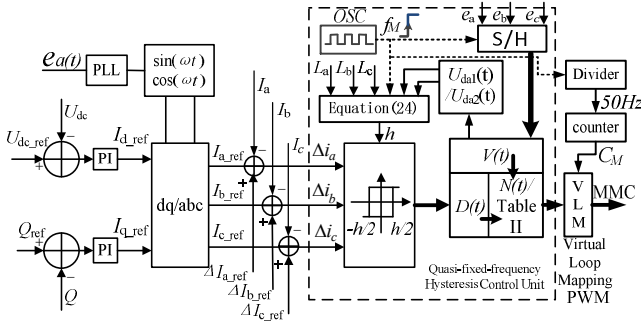 OSC
f_M
e_a e_b e_c
S/H
e_a(t)
PLL
sin(ωt)
cos(ωt)
I_a
I_b
I_c
L_a L_b L_c
Equation(24)
h
U_da1(t)
/U_da2(t)
Divider
50Hz
counter
C_M
U_dc
U_dc_ref
PI
I_d_ref
dq/abc
I_a_ref
I_b_ref
I_c_ref
Δi_a
Δi_b
Δi_c
-h/2
h/2
V(t)
D(t)
N(t)/
Table
II
VLM
MMC
Q_ref
Q
PI
I_q_ref
ΔI_a_ref
ΔI_b_ref
ΔI_c_ref
Quasi-fixed-frequency
Hysteresis Control Unit
Virtual
Loop
Mapping
PWM